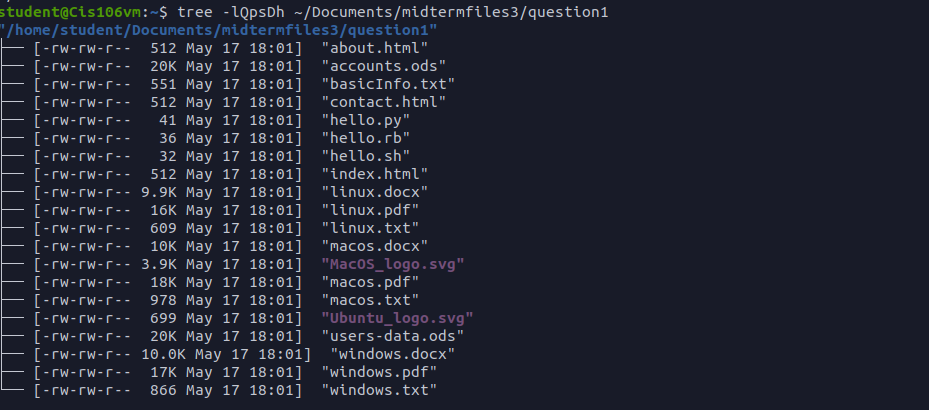 student@Cis106vm:~$ tree -lQpsDh ~/Documents/midtermfiles3/question1
"/home/student/Documents/midtermfiles3/question1"
├── [-rw-rw-r--  512 May 17 18:01]  "about.html"
├── [-rw-rw-r--  20K May 17 18:01]  "accounts.ods"
├── [-rw-rw-r--  551 May 17 18:01]  "basicInfo.txt"
├── [-rw-rw-r--  512 May 17 18:01]  "contact.html"
├── [-rw-rw-r--   41 May 17 18:01]  "hello.py"
├── [-rw-rw-r--   36 May 17 18:01]  "hello.rb"
├── [-rw-rw-r--   32 May 17 18:01]  "hello.sh"
├── [-rw-rw-r--  512 May 17 18:01]  "index.html"
├── [-rw-rw-r-- 9.9K May 17 18:01]  "linux.docx"
├── [-rw-rw-r--  16K May 17 18:01]  "linux.pdf"
├── [-rw-rw-r--  609 May 17 18:01]  "linux.txt"
├── [-rw-rw-r--  10K May 17 18:01]  "macos.docx"
├── [-rw-rw-r-- 3.9K May 17 18:01]  "MacOS_logo.svg"
├── [-rw-rw-r--  18K May 17 18:01]  "macos.pdf"
├── [-rw-rw-r--  978 May 17 18:01]  "macos.txt"
├── [-rw-rw-r--  699 May 17 18:01]  "Ubuntu_logo.svg"
├── [-rw-rw-r--  20K May 17 18:01]  "users-data.ods"
├── [-rw-rw-r-- 10.0K May 17 18:01]  "windows.docx"
├── [-rw-rw-r--  17K May 17 18:01]  "windows.pdf"
└── [-rw-rw-r--  866 May 17 18:01]  "windows.txt"